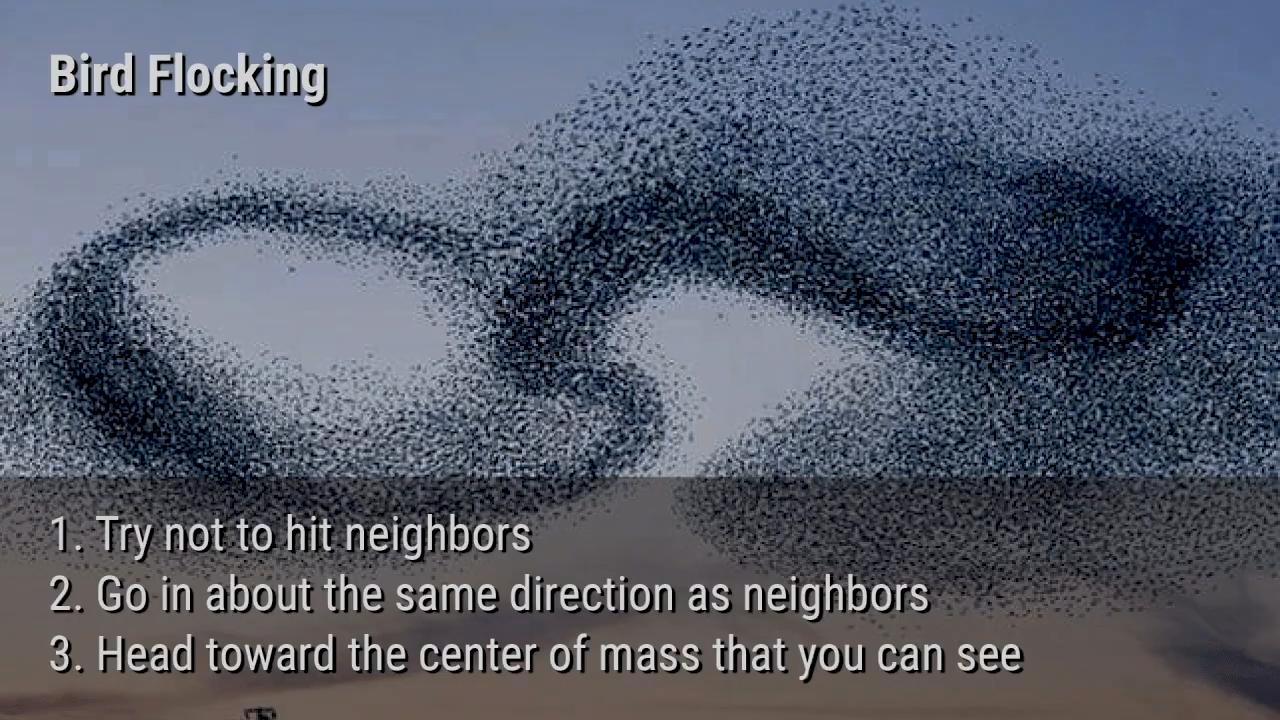 Bird Flocking
1. Try not to hit neighbors
2. Go in about the same direction as neighbors
3. Head toward the center of mass that you can see